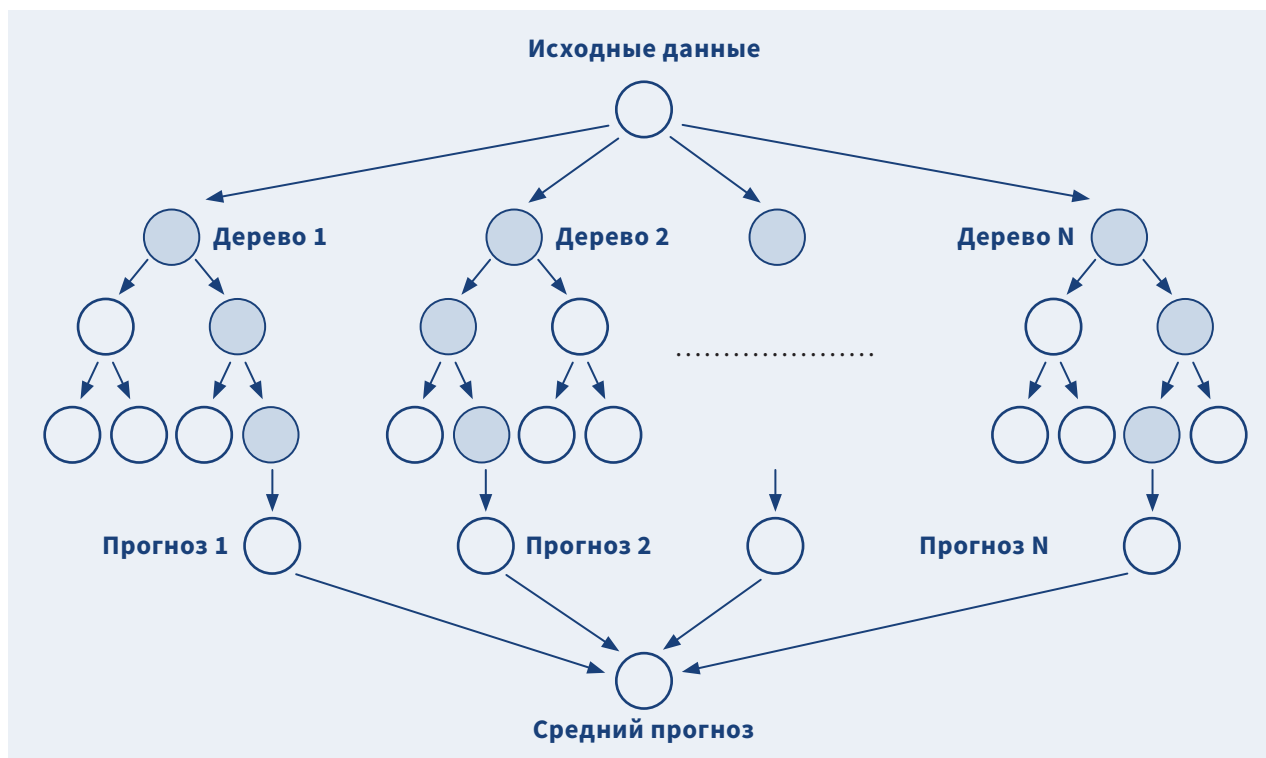 Исходные данные
Дерево 1
Дерево 2
Дерево N
Прогноз 1
Прогноз 2
Прогноз N
Средний прогноз